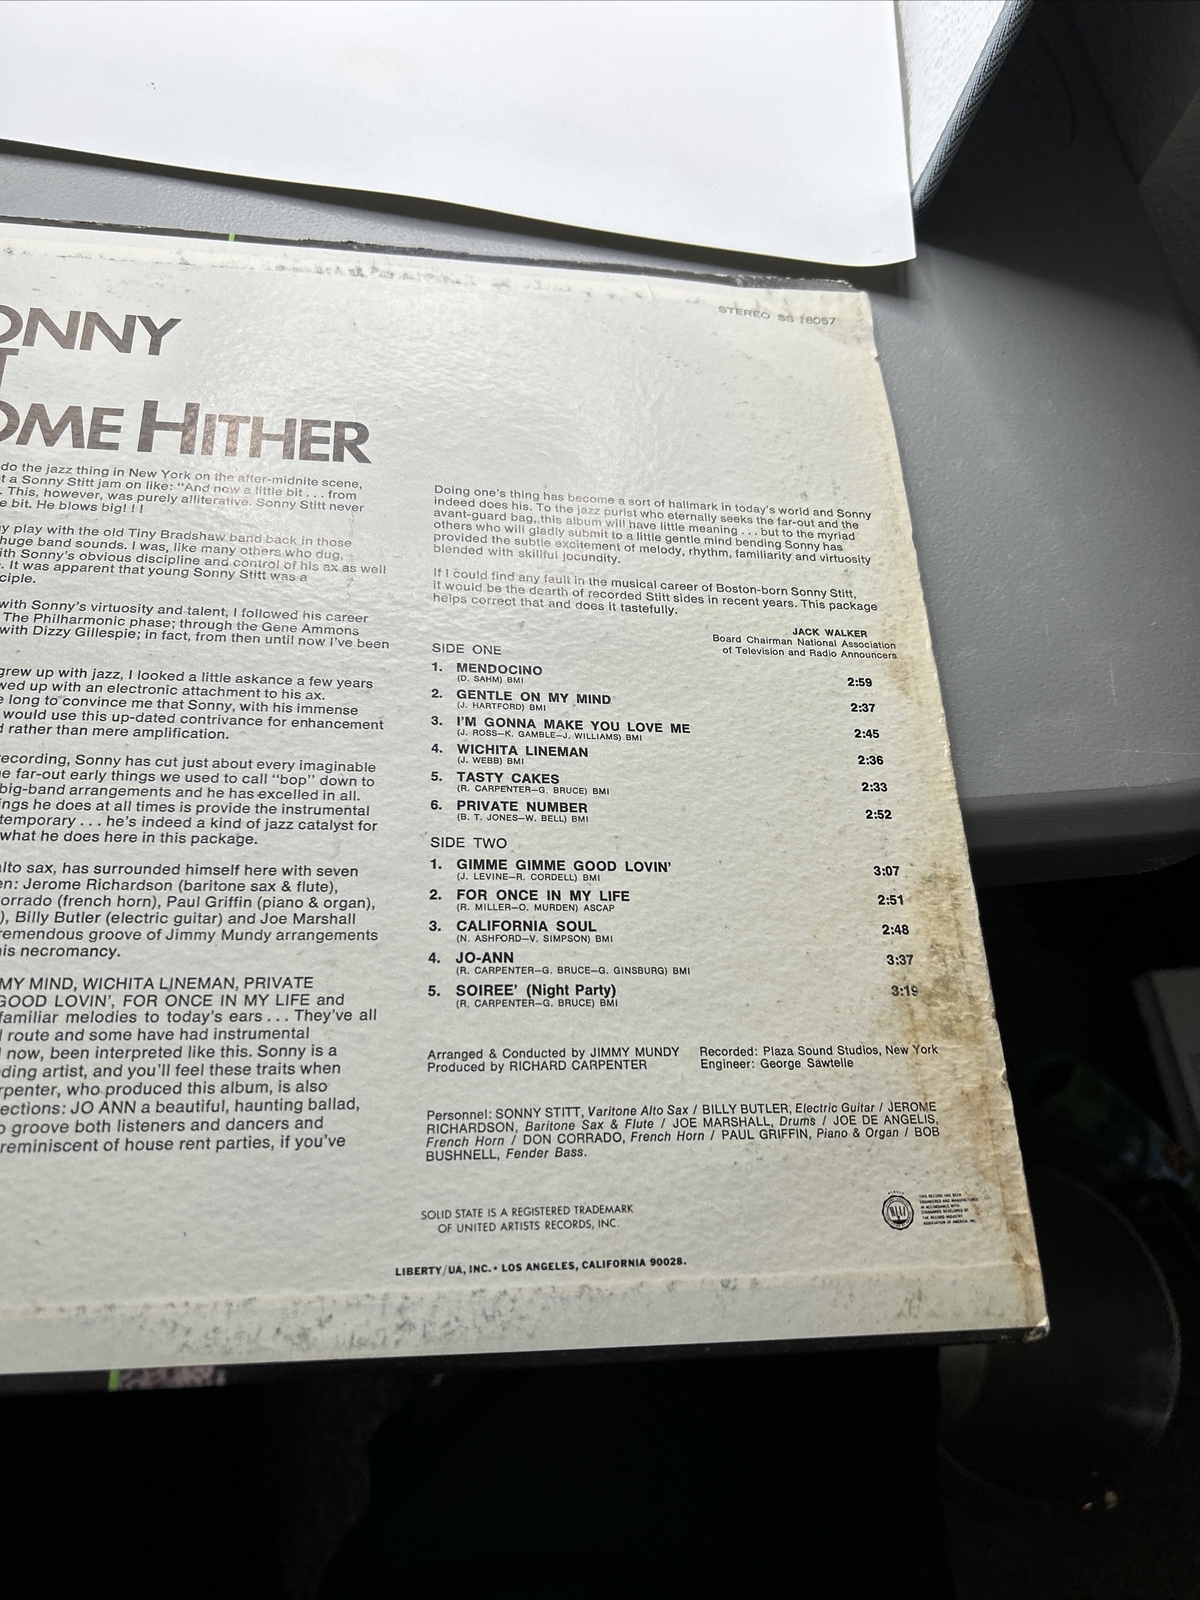 STEREO SS 18057
ONNY
T
OME HITHER
do the jazz thing in New York on the after-midnite scene,
t a Sonny Stitt jam on like: "And now a little bit . . . from
. This, however, was purely alliterative. Sonny Stitt never
e bit. He blows big! ! !
y play with the old Tiny Bradshaw band back in those
huge band sounds. I was, like many others who dug,
ith Sonny's obvious discipline and control of his ax as well
. It was apparent that young Sonny Stitt was a
ciple.
with Sonny's virtuosity and talent, I followed his career
The Philharmonic phase; through the Gene Ammons
with Dizzy Gillespie; in fact, from then until now I've been
grew up with jazz, I looked a little askance a few years
wed up with an electronic attachment to his ax.
e long to convince me that Sonny, with his immense
would use this up-dated contrivance for enhancement
d rather than mere amplification.
recording, Sonny has cut just about every imaginable
e far-out early things we used to call "bop" down to
big-band arrangements and he has excelled in all.
ings he does at all times is provide the instrumental
temporary . . . he's indeed a kind of jazz catalyst for
what he does here in this package.
alto sax, has surrounded himself here with seven
en: Jerome Richardson (baritone sax & flute),
orrado (french horn), Paul Griffin (piano & organ),
), Billy Butler (electric guitar) and Joe Marshall
remendous groove of Jimmy Mundy arrangements
his necromancy.
MY MIND, WICHITA LINEMAN, PRIVATE
GOOD LOVIN', FOR ONCE IN MY LIFE and
familiar melodies to today's ears . . . They've all
l route and some have had instrumental
l now, been interpreted like this. Sonny is a
ding artist, and you'll feel these traits when
rpenter, who produced this album, is also
ections: JO ANN a beautiful, haunting ballad,
o groove both listeners and dancers and
reminiscent of house rent parties, if you've
Doing one's thing has become a sort of hallmark in today's world and Sonny
indeed does his. To the jazz purist who eternally seeks the far-out and the
avant-guard bag, this album will have little meaning . . . but to the myriad
others who will gladly submit to a little gentle mind bending Sonny has
provided the subtle excitement of melody, rhythm, familiarity and virtuosity
blended with skillful jocundity.
If I could find any fault in the musical career of Boston-born Sonny Stitt,
it would be the dearth of recorded Stitt sides in recent years. This package
helps correct that and does it tastefully.
JACK WALKER
Board Chairman National Association
of Television and Radio Announcers
SIDE ONE
1. MENDOCINO 2:59
(D. SAHM) BMI
2. GENTLE ON MY MIND 2:37
(J. HARTFORD) BMI
3. I'M GONNA MAKE YOU LOVE ME 2:45
(J. ROSS–K. GAMBLE–J. WILLIAMS) BMI
4. WICHITA LINEMAN 2:36
(J. WEBB) BMI
5. TASTY CAKES 2:33
(R. CARPENTER–G. BRUCE) BMI
6. PRIVATE NUMBER 2:52
(B. T. JONES–W. BELL) BMI
SIDE TWO
1. GIMME GIMME GOOD LOVIN' 3:07
(J. LEVINE–R. CORDELL) BMI
2. FOR ONCE IN MY LIFE 2:51
(R. MILLER–O. MURDEN) ASCAP
3. CALIFORNIA SOUL 2:48
(N. ASHFORD–V. SIMPSON) BMI
4. JO-ANN 3:37
(R. CARPENTER–G. BRUCE–G. GINSBURG) BMI
5. SOIREE' (Night Party) 3:19
(R. CARPENTER–G. BRUCE) BMI
Arranged & Conducted by JIMMY MUNDY
Produced by RICHARD CARPENTER
Recorded: Plaza Sound Studios, New York
Engineer: George Sawtelle
Personnel: SONNY STITT, Varitone Alto Sax / BILLY BUTLER, Electric Guitar / JEROME
RICHARDSON, Baritone Sax & Flute / JOE MARSHALL, Drums / JOE DE ANGELIS,
French Horn / DON CORRADO, French Horn / PAUL GRIFFIN, Piano & Organ / BOB
BUSHNELL, Fender Bass.
SOLID STATE IS A REGISTERED TRADEMARK
OF UNITED ARTISTS RECORDS, INC.
THIS RECORD HAS BEEN
ENGINEERED AND MANUFACTURED
IN ACCORDANCE WITH
STANDARDS DEVELOPED BY
THE RECORD INDUSTRY
ASSOCIATION OF AMERICA, INC.
LIBERTY/UA, INC. • LOS ANGELES, CALIFORNIA 90028.